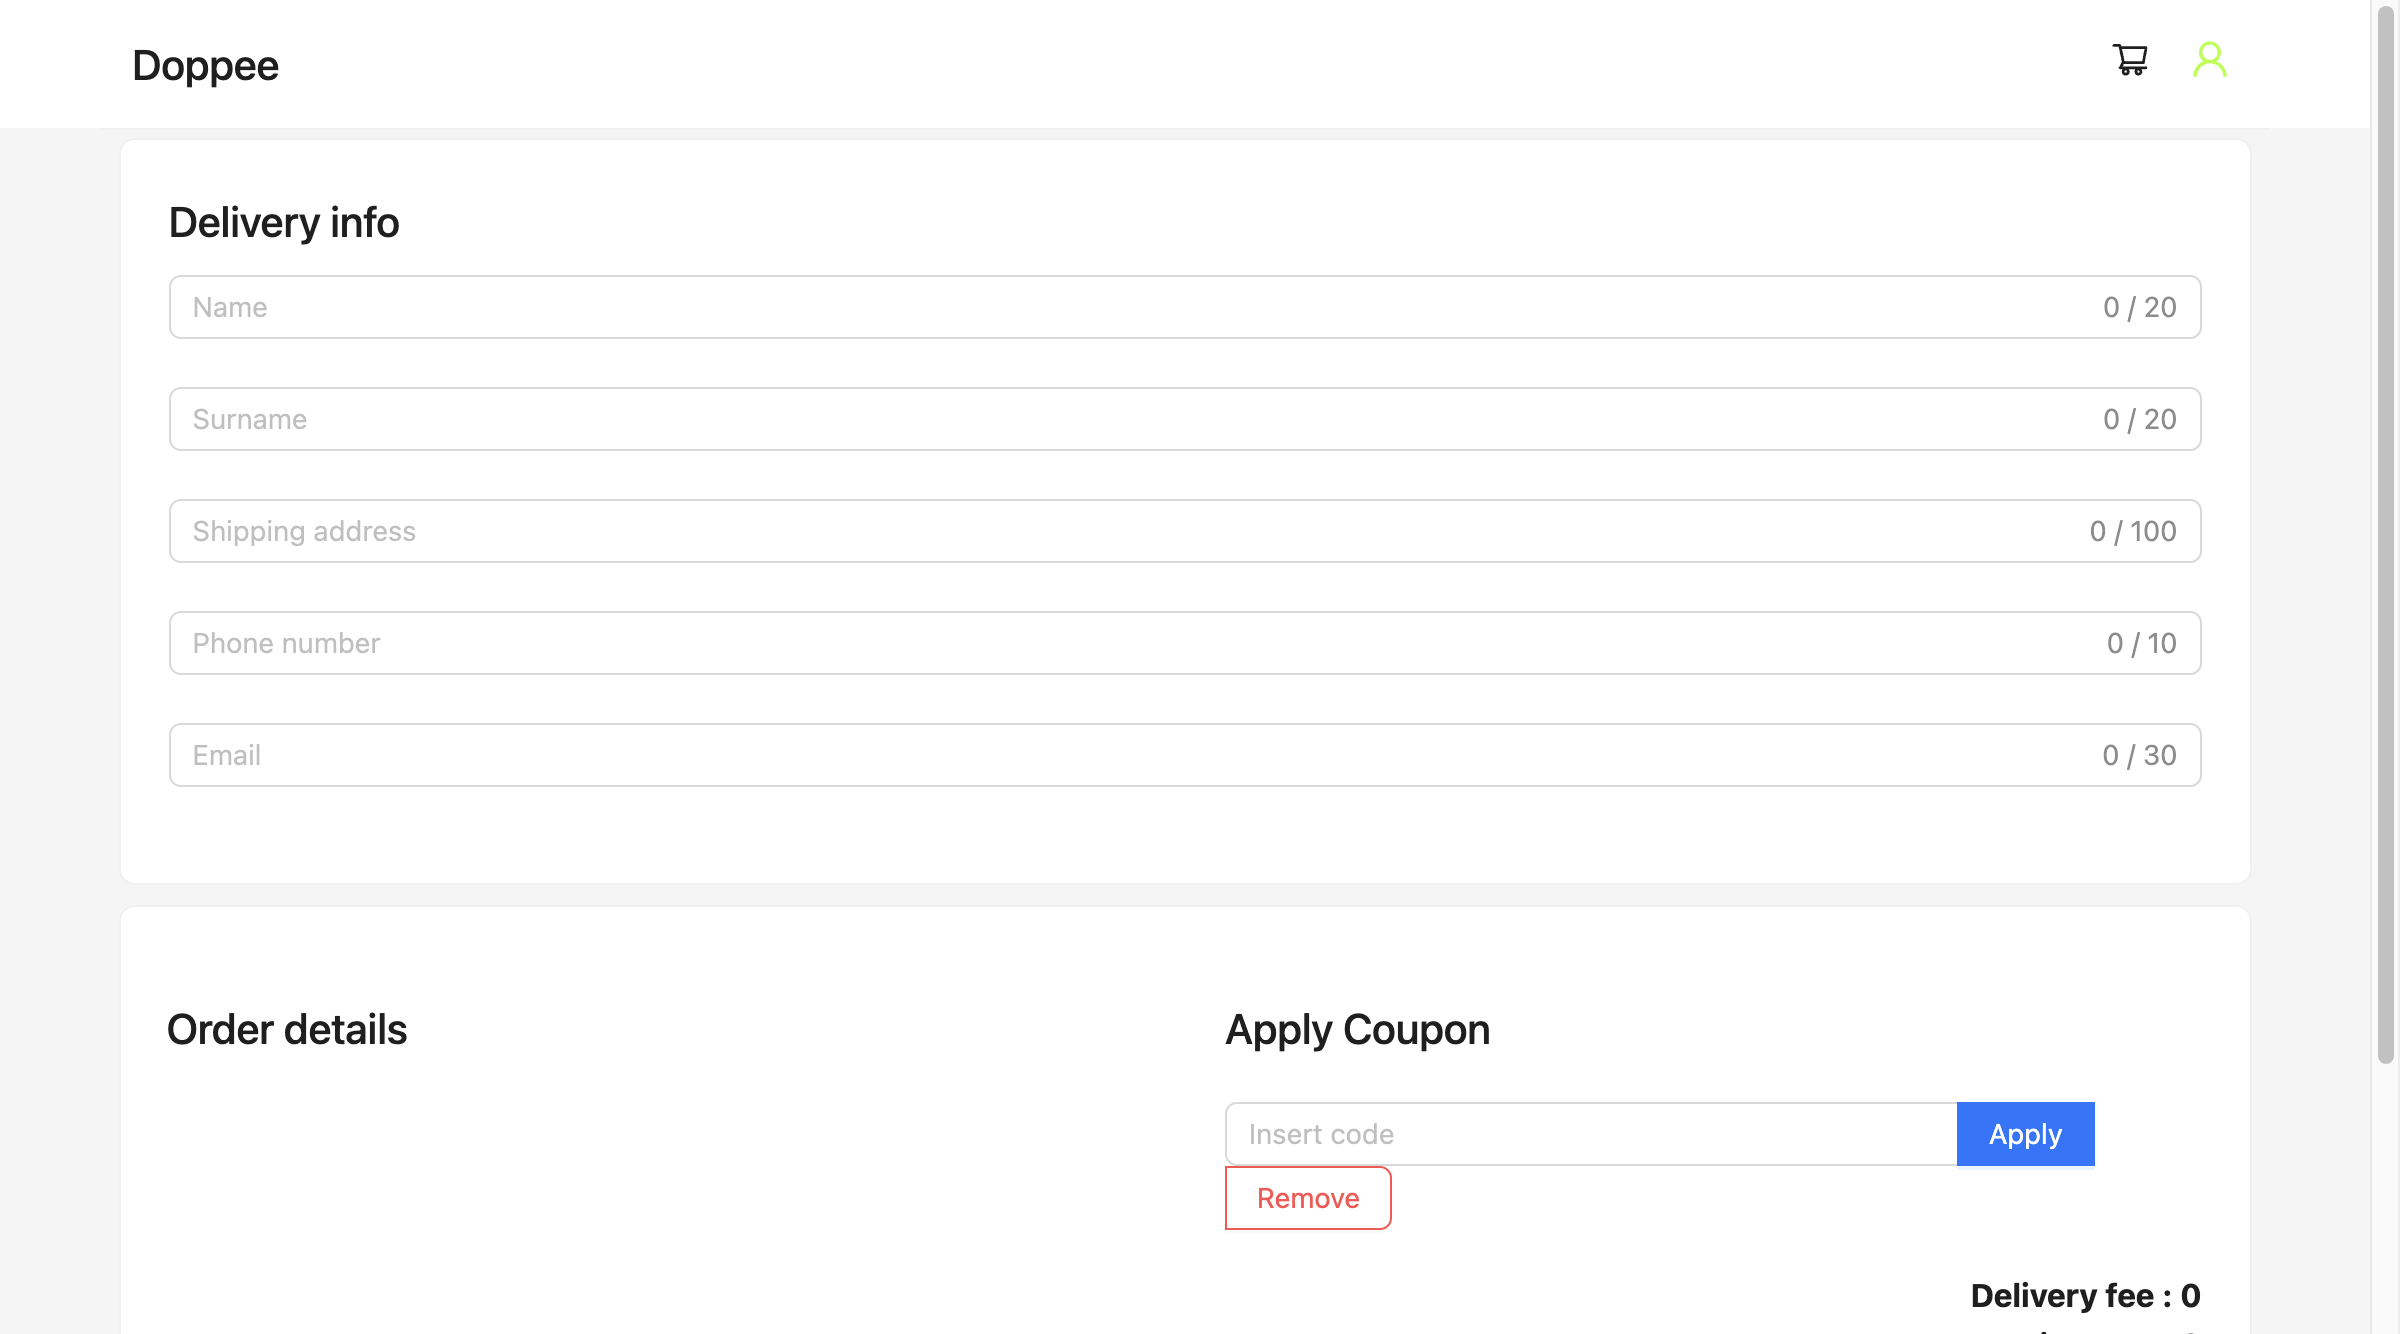 Doppee
Delivery info
Name 0 / 20
Surname 0 / 20
Shipping address 0 / 100
Phone number 0 / 10
Email 0 / 30
Order details
Apply Coupon
Insert code Apply
Remove
Delivery fee : 0